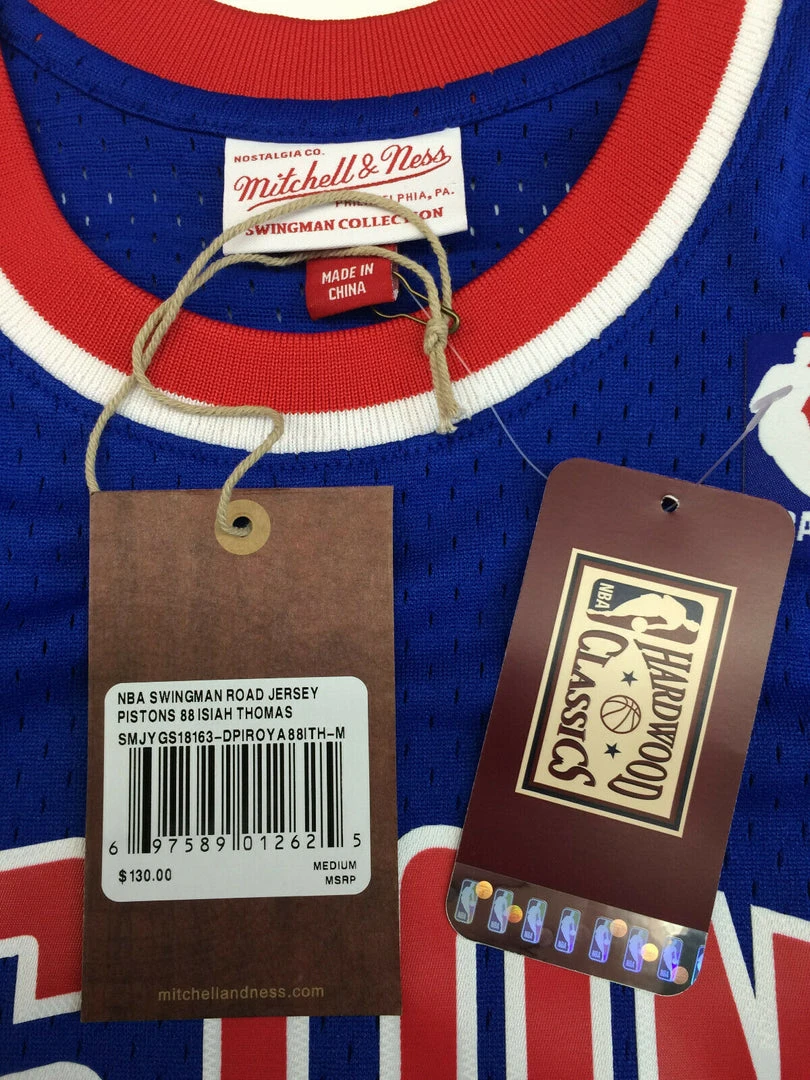 NOSTALGIA CO.
Mitchell & Ness
PHILADELPHIA, PA.
SWINGMAN COLLECTION
MADE IN
CHINA
NBA SWINGMAN ROAD JERSEY
PISTONS 88 ISIAH THOMAS
SMJYGS18163-DPIROYA88ITH-M
6 97589 01262 5
$130.00
MEDIUM
MSRP
mitchellandness.com
NBA
HARDWOOD
CLASSICS